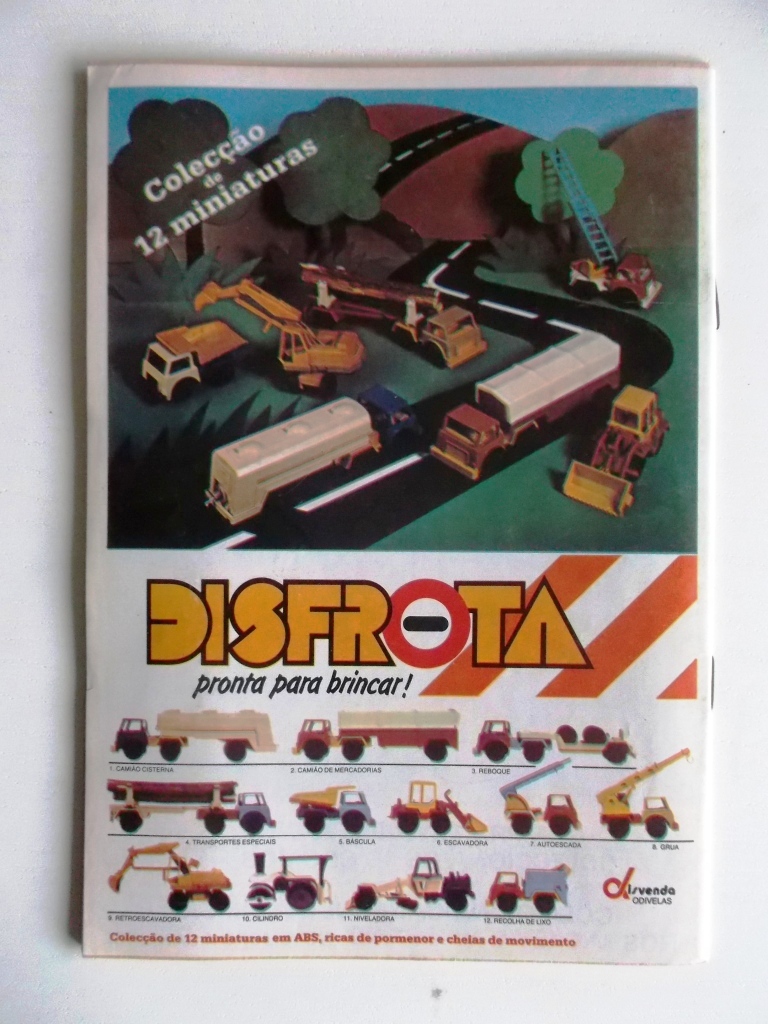 Colecção
de
12 miniaturas
DISFROTA
pronta para brincar!
1. CAMIÃO CISTERNA
2. CAMIÃO DE MERCADORIAS
3. REBOQUE
4. TRANSPORTES ESPECIAIS
5. BÁSCULA
6. ESCAVADORA
7. AUTOESCADA
8. GRUA
9. RETROESCAVADORA
10. CILINDRO
11. NIVELADORA
12. RECOLHA DE LIXO
disvenda
ODIVELAS
Colecção de 12 miniaturas em ABS, ricas de pormenor e cheias de movimento